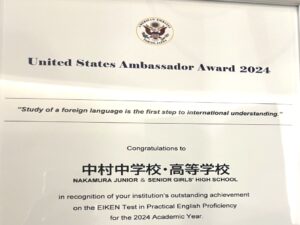 United States Ambassador Award 2024
"Study of a foreign language is the first step to international understanding."
Congratulations to
中村中学校・高等学校
NAKAMURA JUNIOR & SENIOR GIRLS' HIGH SCHOOL
in recognition of your institution's outstanding achievement
on the EIKEN Test in Practical English Proficiency
for the 2024 Academic Year.